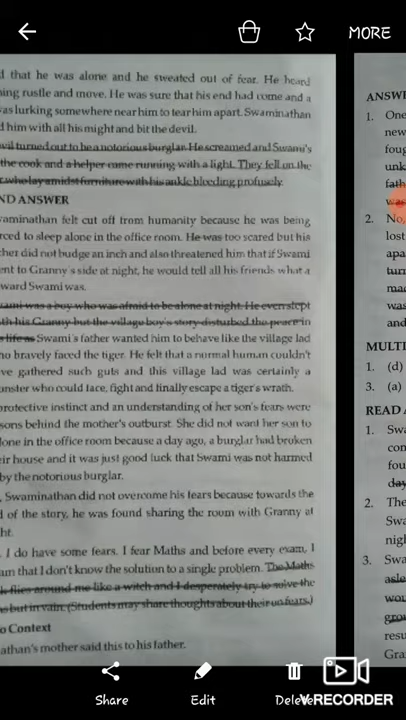 MORE
d that he was alone and he sweated out of fear. He heard
ning rustle and move. He was sure that his end had come and a
vas lurking somewhere near him to tear him apart. Swaminathan
d him with all his might and bit the devil.
vil turned out to be a notorious burglar. He screamed and Swami's
the cook and a helper came running with a light. They fell on the
r who lay amidst furniture with his ankle bleeding profusely.
ND ANSWER
waminathan felt cut off from humanity because he was being
rced to sleep alone in the office room. He was too scared but his
ther did not budge an inch and also threatened him that if Swami
ent to Granny's side at night, he would tell all his friends what a
ward Swami was.
wami was a boy who was afraid to be alone at night. He even slept
ith his Granny but the village boy's story disturbed the peace in
s life as Swami's father wanted him to behave like the village lad
ho bravely faced the tiger. He felt that a normal human couldn't
ve gathered such guts and this village lad was certainly a
onster who could face, fight and finally escape a tiger's wrath.
protective instinct and an understanding of her son's fears were
sons behind the mother's outburst. She did not want her son to
lone in the office room because a day ago, a burglar had broken
eir house and it was just good luck that Swami was not harmed
by the notorious burglar.
, Swaminathan did not overcome his fears because towards the
d of the story, he was found sharing the room with Granny at
ht.
. I do have some fears. I fear Maths and before every exam, I
am that I don't know the solution to a single problem. The Maths
k flies around me like a witch and I desperately try to solve the
s but in vain. (Students may share thoughts about their own fears.)
o Context
nathan's mother said this to his father.
ANSW
1. One
new
foug
unk
fath
was
2. No,
lost
apa
turn
mad
was
and
MULTI
1. (d)
3. (a)
READ A
1. Swa
con
fou
day
2. The
Swa
nigh
3. Swa
asle
wou
grou
resu
Gra
Share
Edit
Delete
V.RECORDER